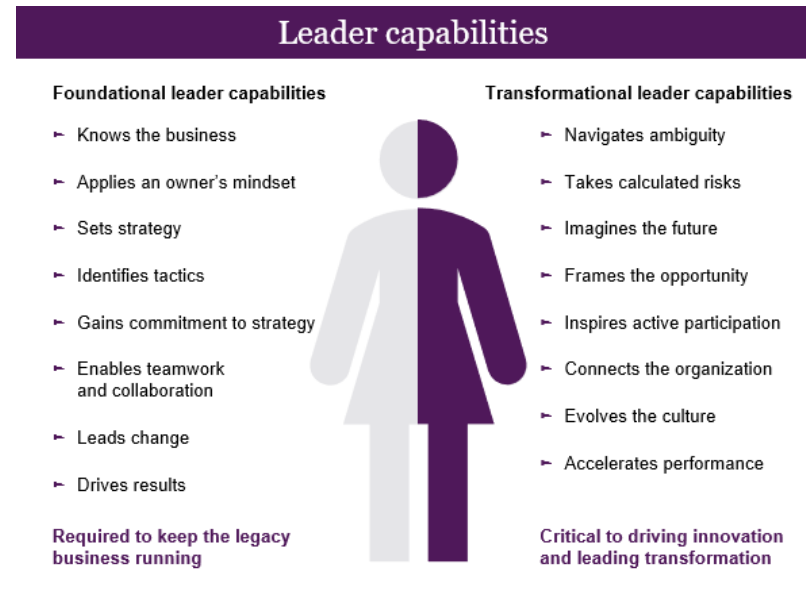 Leader capabilities
Foundational leader capabilities
Knows the business
Applies an owner's mindset
Sets strategy
Identifies tactics
Gains commitment to strategy
Enables teamwork
and collaboration
Leads change
Drives results
Required to keep the legacy
business running
Transformational leader capabilities
Navigates ambiguity
Takes calculated risks
Imagines the future
Frames the opportunity
Inspires active participation
Connects the organization
Evolves the culture
Accelerates performance
Critical to driving innovation
and leading transformation